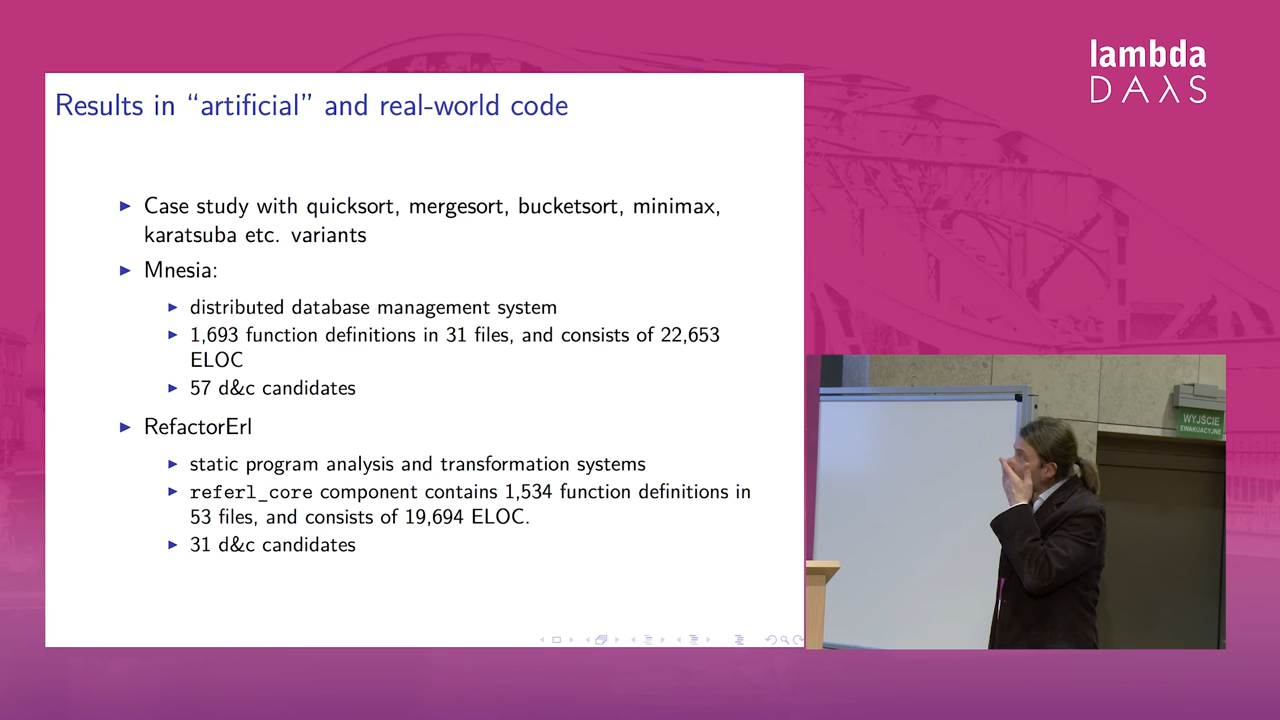 lambda
DAλS
Results in “artificial” and real-world code
Case study with quicksort, mergesort, bucketsort, minimax,
karatsuba etc. variants
Mnesia:
distributed database management system
1,693 function definitions in 31 files, and consists of 22,653
ELOC
57 d&c candidates
RefactorErl
static program analysis and transformation systems
referl_core component contains 1,534 function definitions in
53 files, and consists of 19,694 ELOC.
31 d&c candidates
WYJŚCIE
EWAKUACYJNE